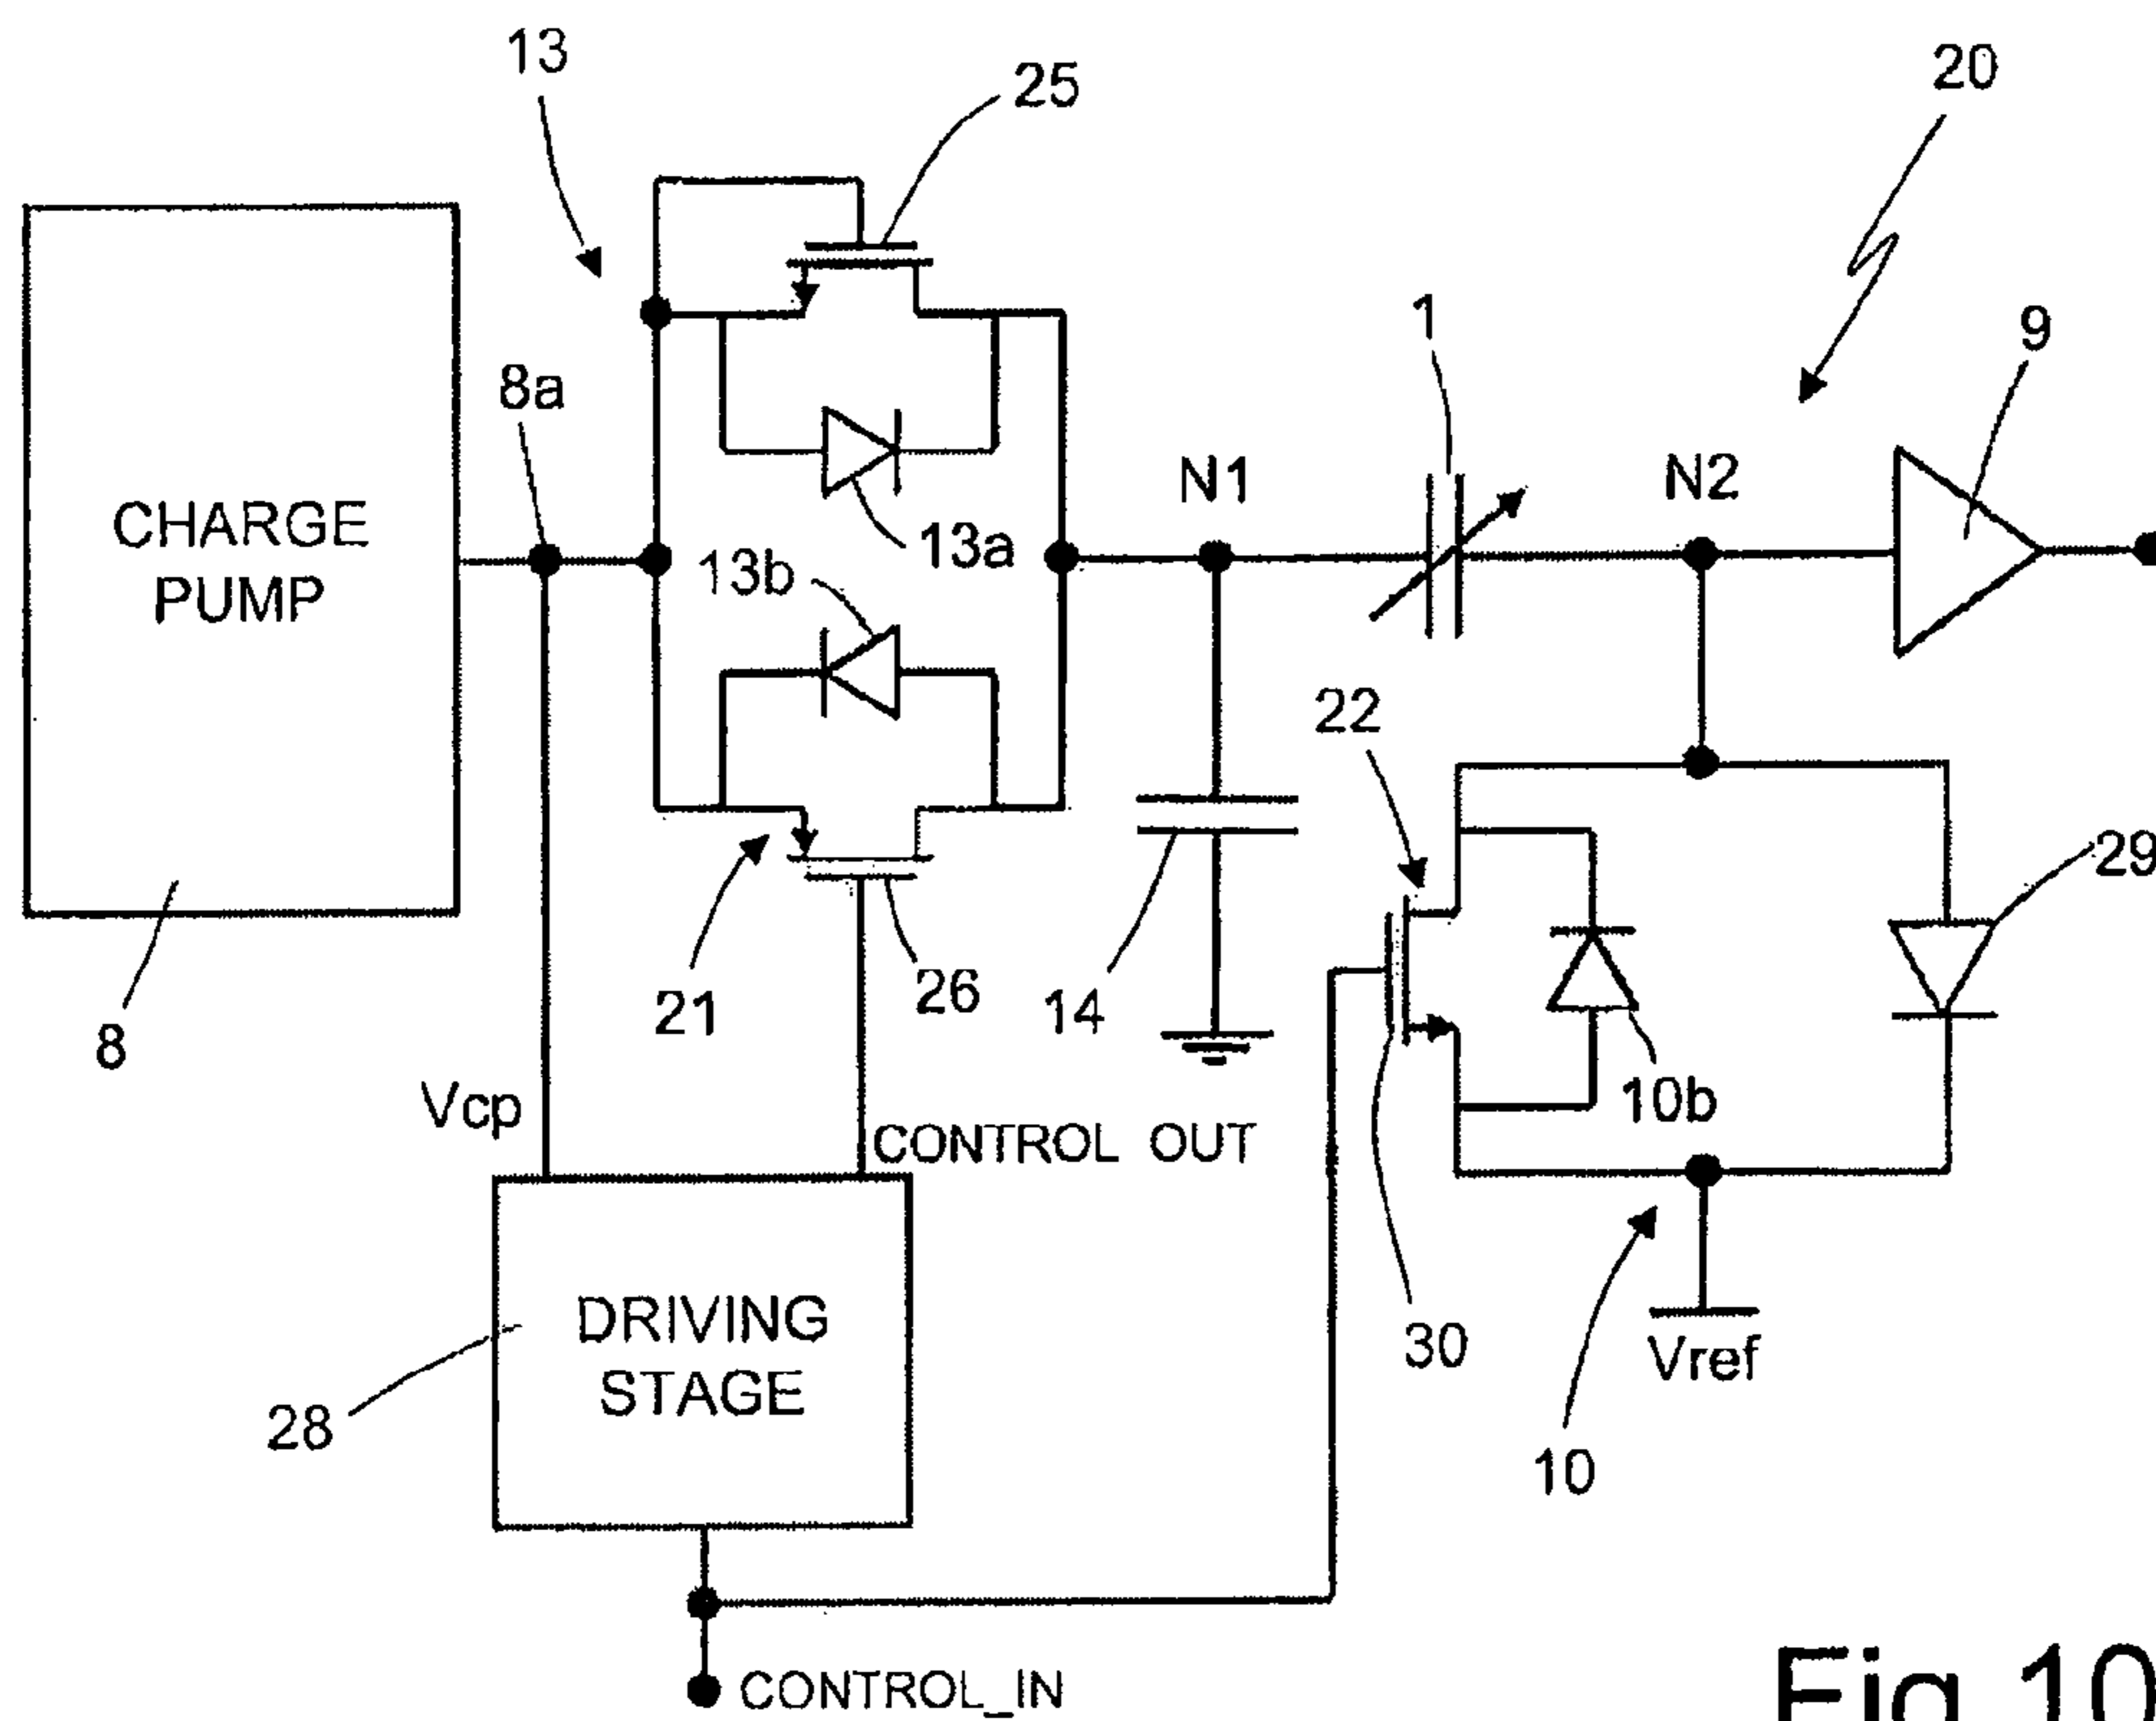 13
25
20
1
9
8a
N1
N2
CHARGE
PUMP
13a
13b
22
29
8
21
26
14
10b
Vcp
CONTROL OUT
30
Vref
DRIVING
STAGE
28
10
CONTROL_IN
Fig.10